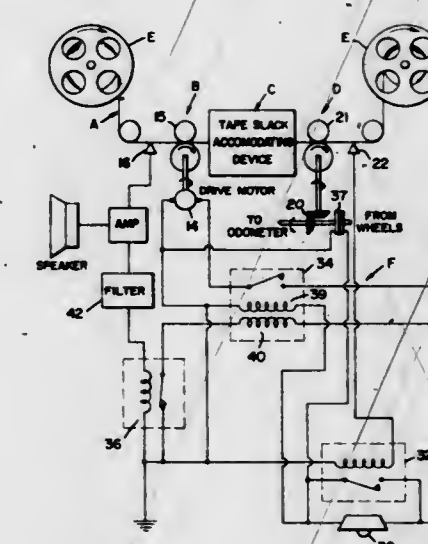 E
E
B
C
D
15
21
A
TAPE SLACK
ACCOMODATING
DEVICE
16
22
DRIVE MOTOR
20
37
14
TO
ODOMETER
FROM
WHEELS
AMP
SPEAKER
34
F
FILTER
39
42
40
36
32